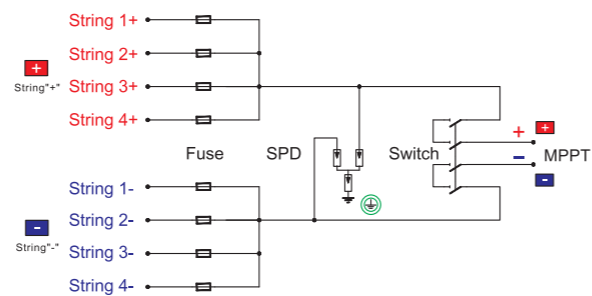 String 1+
String 2+
+
String 3+
String"+"
String 4+
Fuse
SPD
Switch
+
+
–
MPPT
-
String 1-
String 2-
-
String"-"
String 3-
String 4-